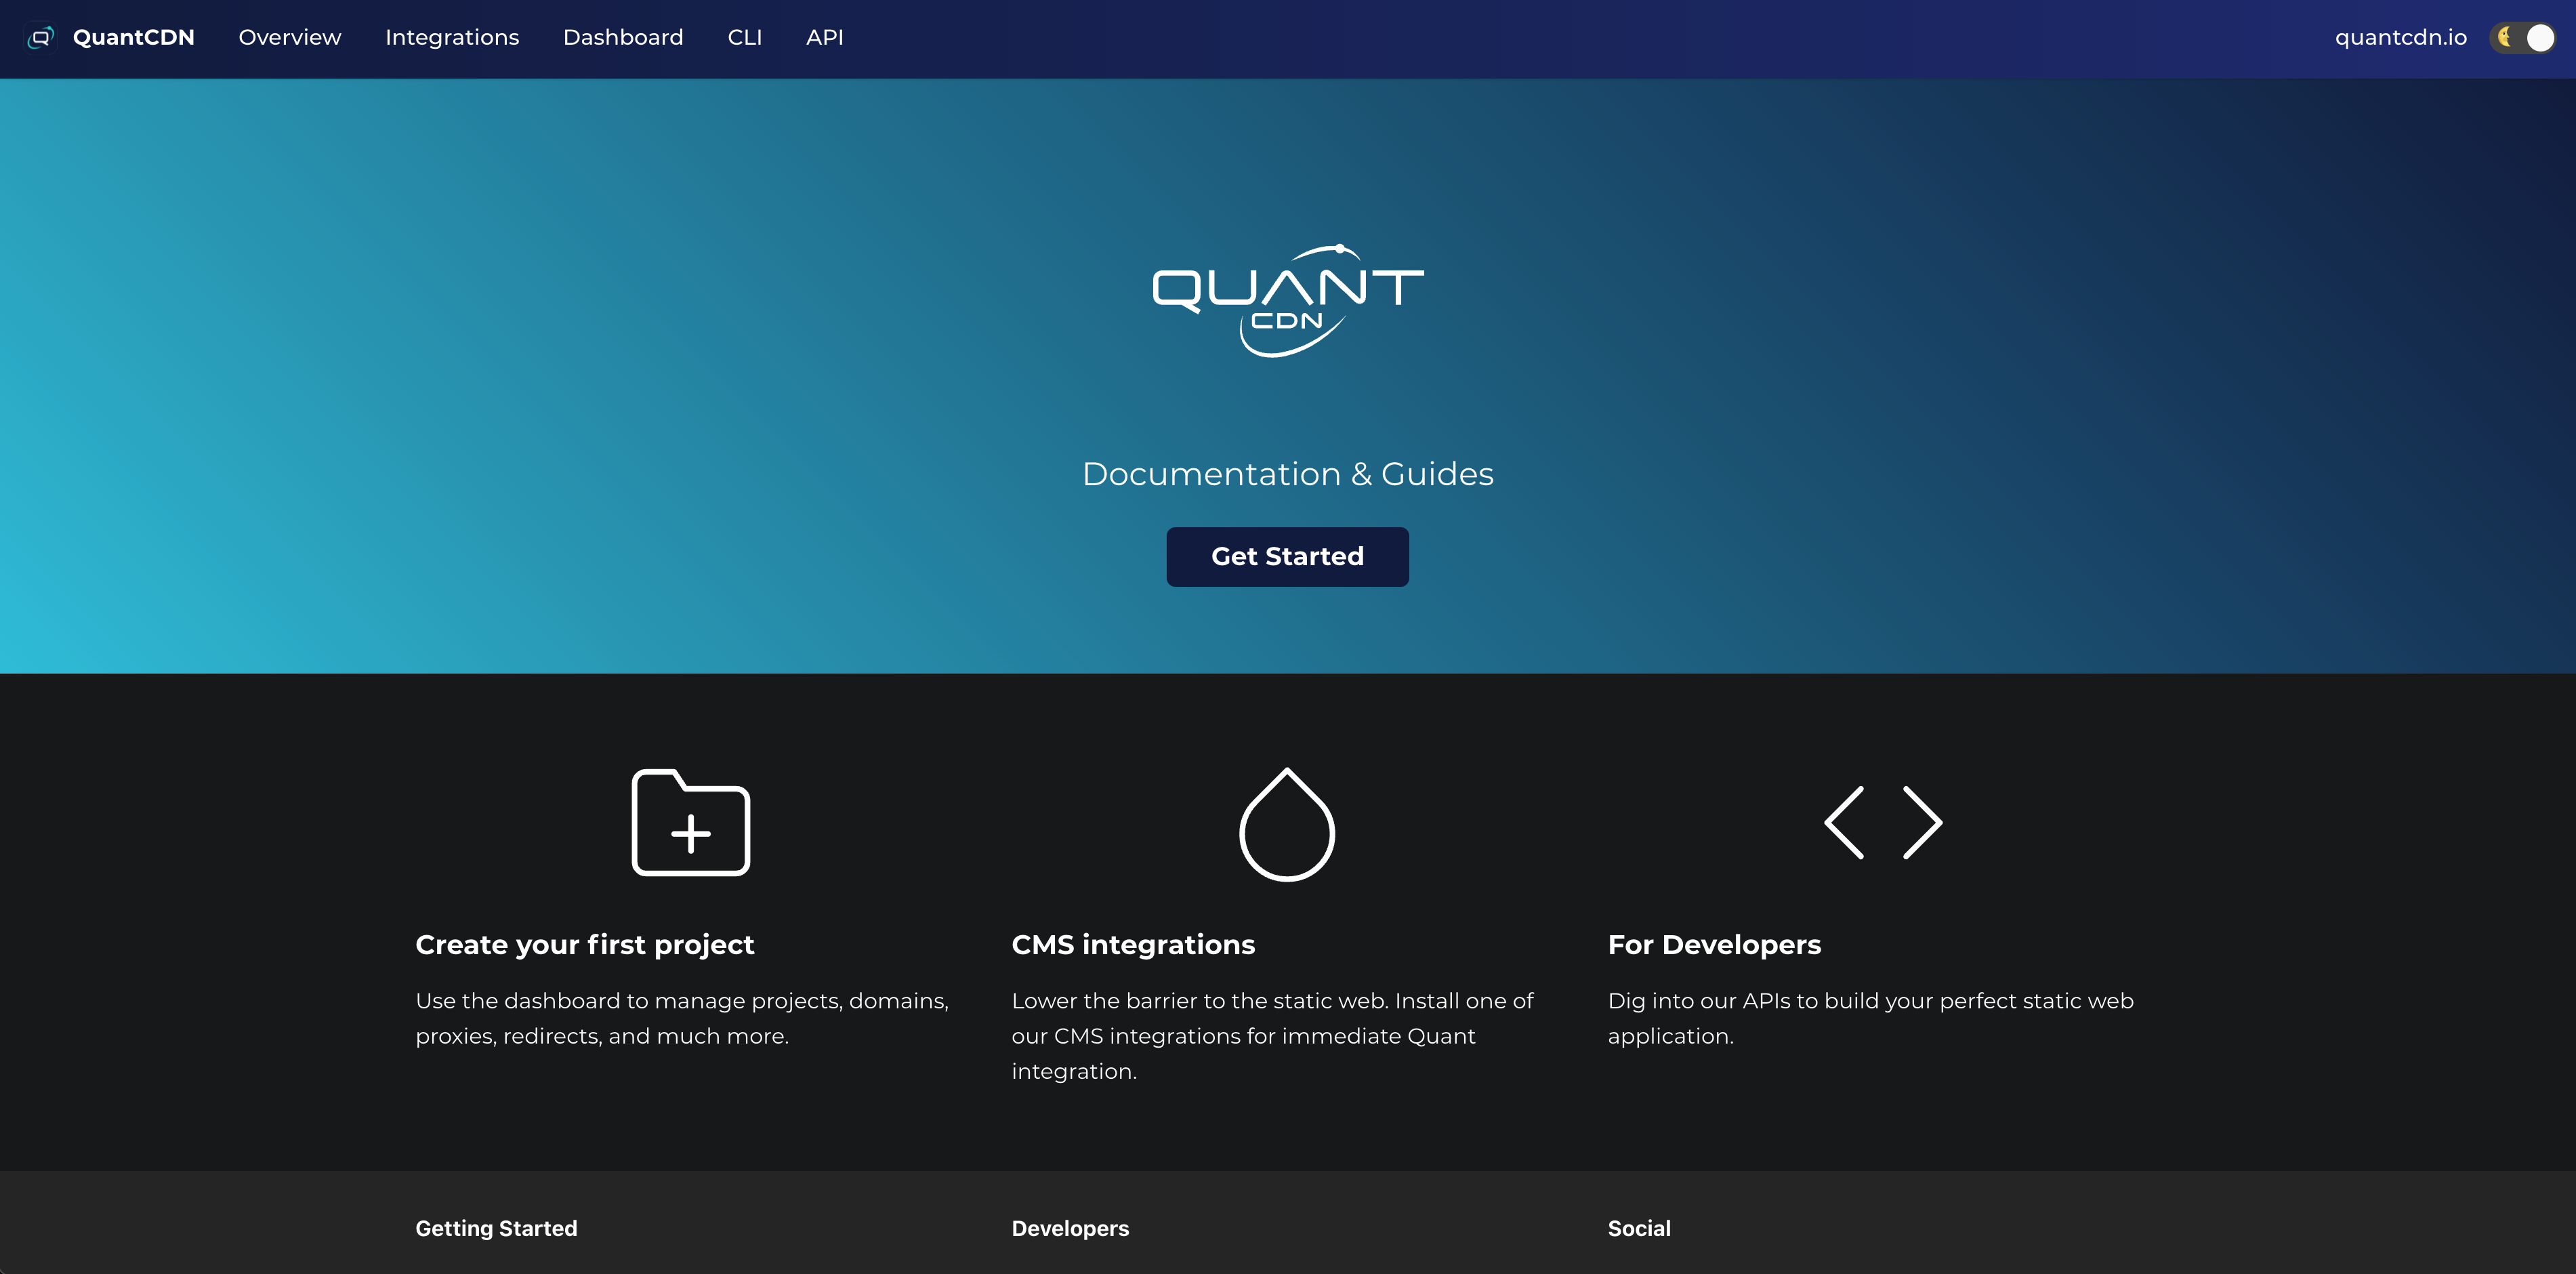 QuantCDN Overview Integrations Dashboard CLI API quantcdn.io
QUANT
CDN
Documentation & Guides
Get Started
Create your first project
Use the dashboard to manage projects, domains,
proxies, redirects, and much more.
CMS integrations
Lower the barrier to the static web. Install one of
our CMS integrations for immediate Quant
integration.
For Developers
Dig into our APIs to build your perfect static web
application.
Getting Started
Developers
Social